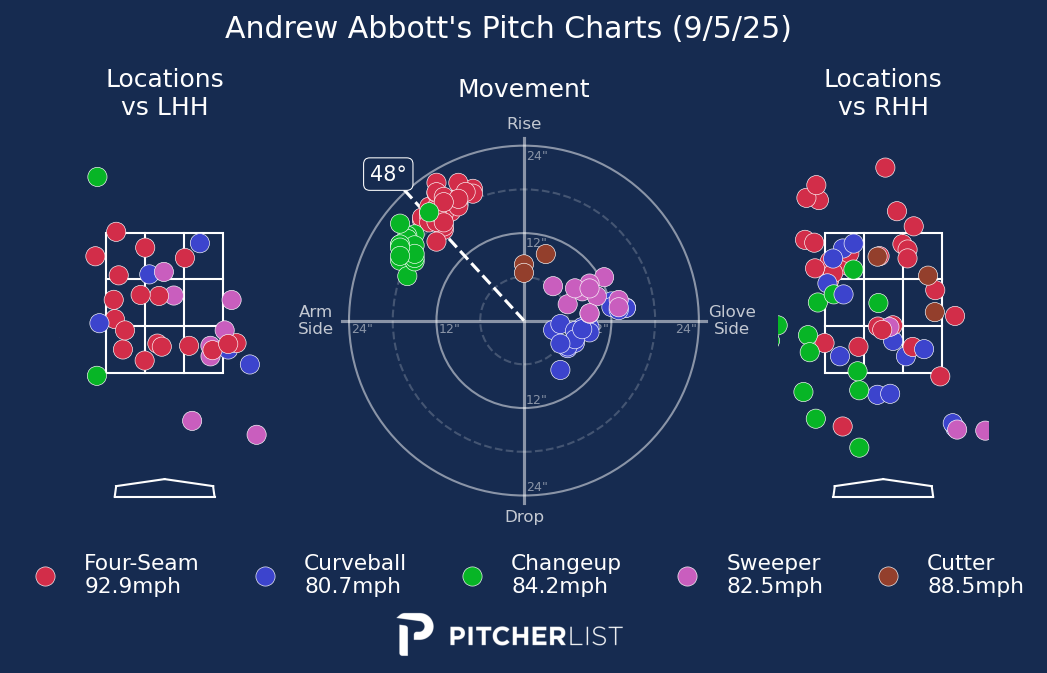 Andrew Abbott's Pitch Charts (9/5/25)
Locations
vs LHH
Movement
Locations
vs RHH
Rise
24"
48°
12"
Arm
Side
24"
12"
24"
Glove
Side
12"
24"
Drop
Four-Seam
92.9mph
Curveball
80.7mph
Changeup
84.2mph
Sweeper
82.5mph
Cutter
88.5mph
PITCHERLIST